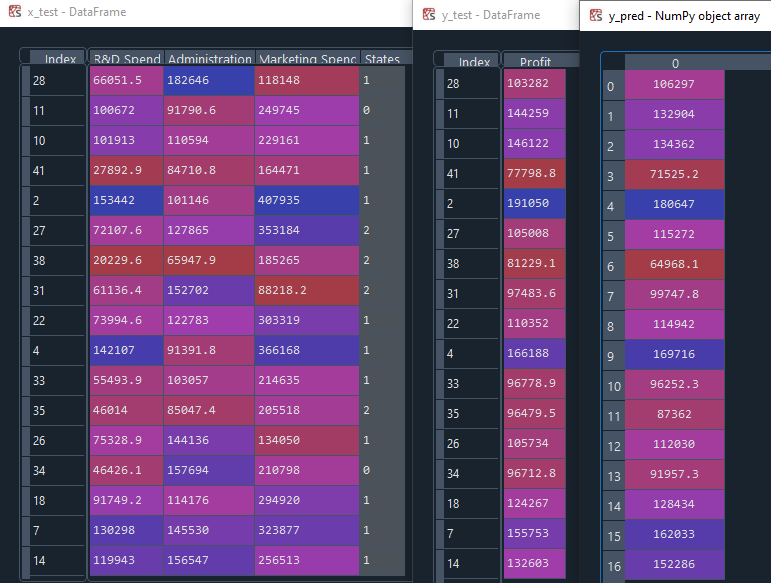 x_test - DataFrame
Index R&D Spend Administration Marketing Spend States
28 66051.5 182646 118148 1
11 100672 91790.6 249745 0
10 101913 110594 229161 1
41 27892.9 84710.8 164471 1
2 153442 101146 407935 1
27 72107.6 127865 353184 2
38 20229.6 65947.9 185265 2
31 61136.4 152702 88218.2 2
22 73994.6 122783 303319 1
4 142107 91391.8 366168 1
33 55493.9 103057 214635 1
35 46014 85047.4 205518 2
26 75328.9 144136 134050 1
34 46426.1 157694 210798 0
18 91749.2 114176 294920 1
7 130298 145530 323877 1
14 119943 156547 256513 1
y_test - DataFrame
Index Profit
28 103282
11 144259
10 146122
41 77798.8
2 191050
27 105008
38 81229.1
31 97483.6
22 110352
4 166188
33 96778.9
35 96479.5
26 105734
34 96712.8
18 124267
7 155753
14 132603
y_pred - NumPy object array
0
0 106297
1 132904
2 134362
3 71525.2
4 180647
5 115272
6 64968.1
7 99747.8
8 114942
9 169716
10 96252.3
11 87362
12 112030
13 91957.3
14 128434
15 162033
16 152286